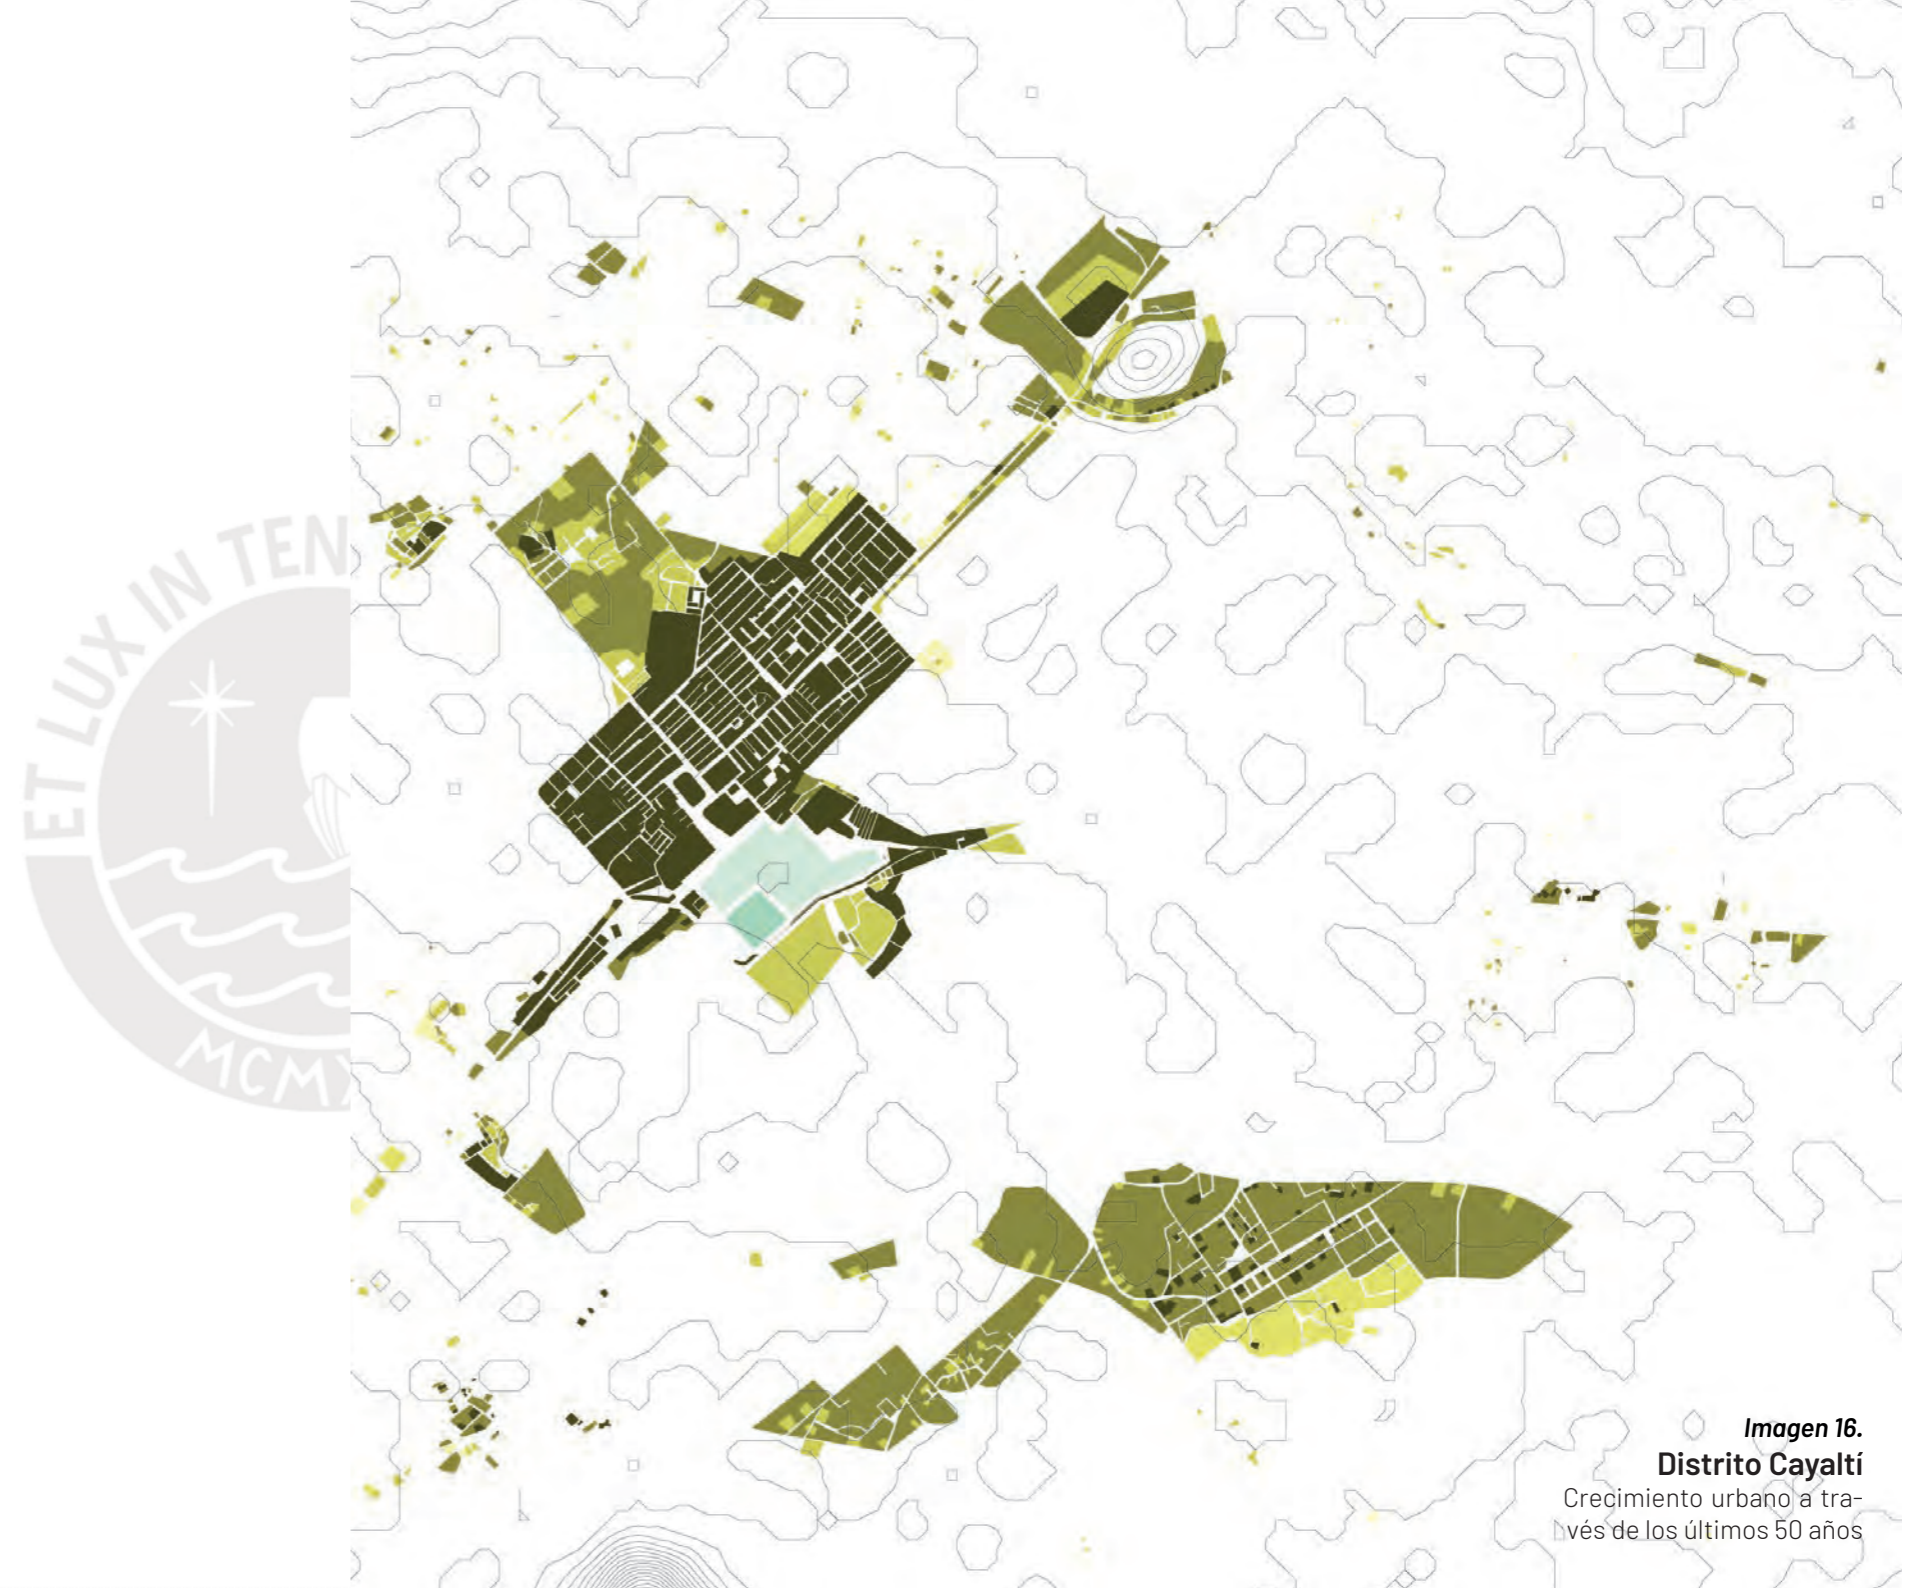 ET LUX IN TEN
MCMX
Imagen 16.
Distrito Cayaltí
Crecimiento urbano a tra-
vés de los últimos 50 años